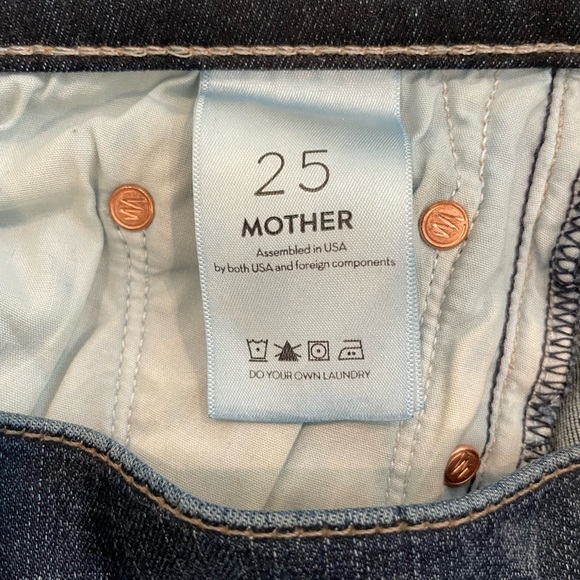 25
MOTHER
Assembled in USA
by both USA and foreign components
DO YOUR OWN LAUNDRY